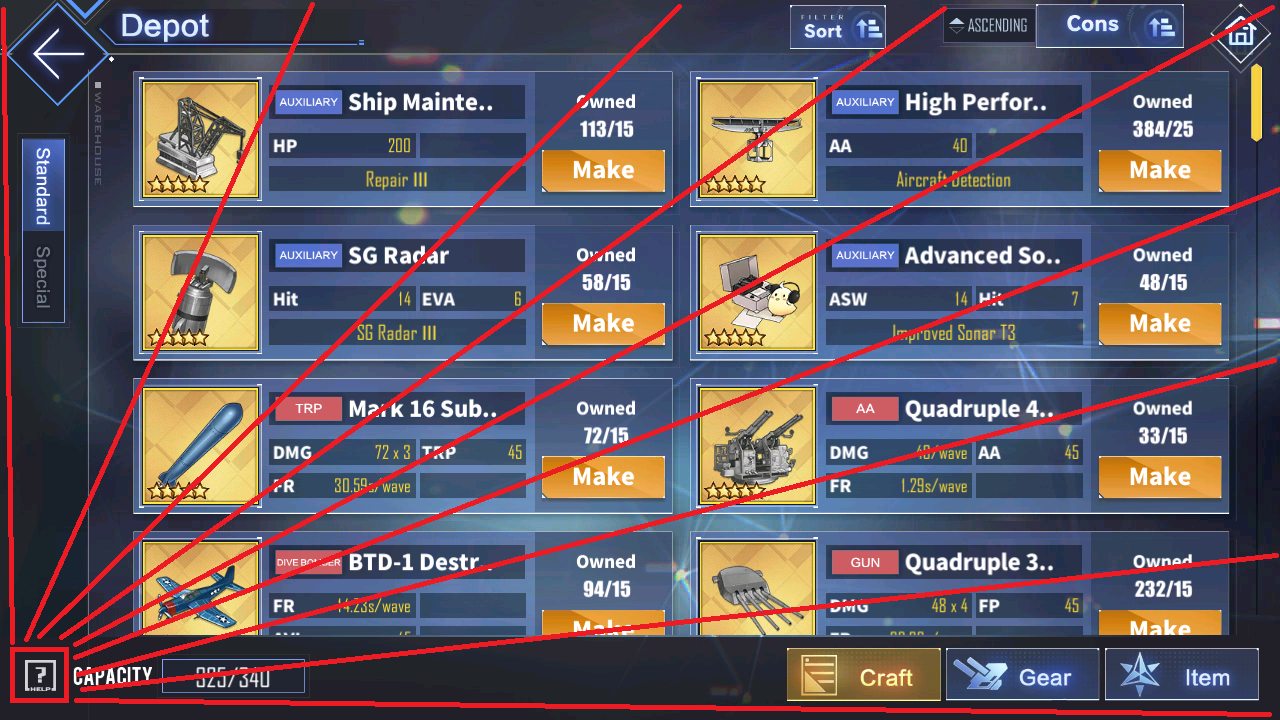 Depot
FILTER
Sort
ASCENDING
Cons
WAREHOUSE
Standard
Special
AUXILIARY Ship Mainte..
HP 200
Repair III
Owned
113/15
Make
AUXILIARY High Perfor..
AA 40
Aircraft Detection
Owned
384/25
Make
AUXILIARY SG Radar
Hit 14 EVA 6
SG Radar III
Owned
58/15
Make
AUXILIARY Advanced So..
ASW 14 Hit 7
Improved Sonar T3
Owned
48/15
Make
TRP Mark 16 Sub..
DMG 72 x 3 TRP 45
FR 30.59s/wave
Owned
72/15
Make
AA Quadruple 4..
DMG 48/wave AA 45
FR 1.29s/wave
Owned
33/15
Make
DIVE BOMBER BTD-1 Destr..
FR 14.23s/wave
Owned
94/15
Make
GUN Quadruple 3..
DMG 48 x 4 FP 45
Owned
232/15
Make
?
HELP
CAPACITY
Craft
Gear
Item